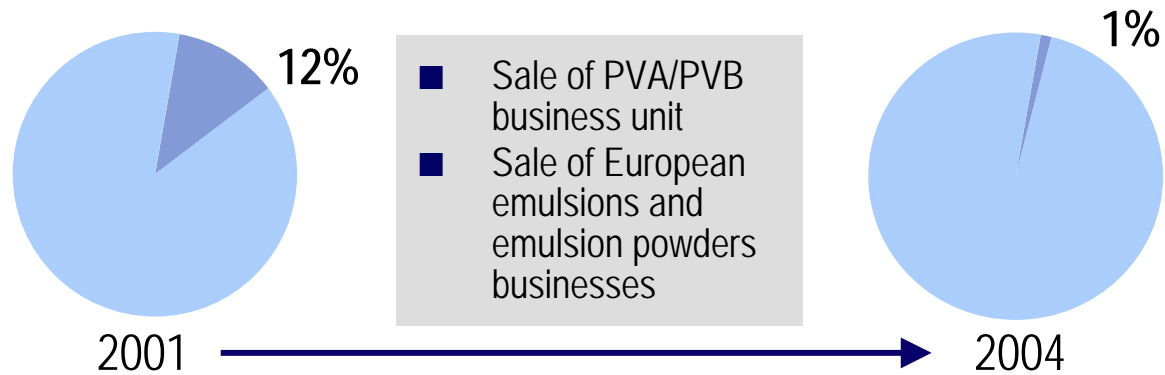 12%
■ Sale of PVA/PVB
business unit
■ Sale of European
emulsions and
emulsion powders
businesses
1%
2001
2004